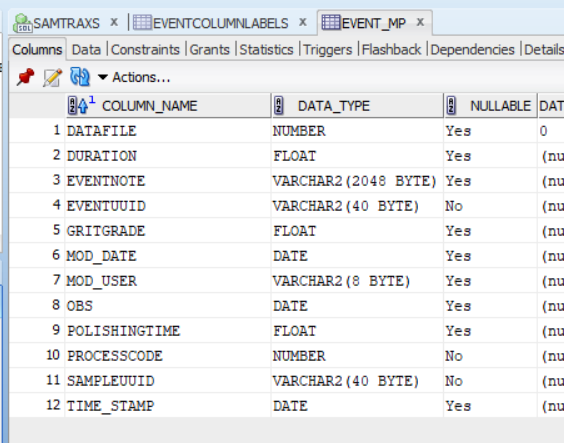 SAMTRAXS x EVENTCOLUMNLABELS x EVENT_MP x
Columns Data Constraints Grants Statistics Triggers Flashback Dependencies Details
Actions...
1 COLUMN_NAME DATA_TYPE NULLABLE DAT
1 DATAFILE NUMBER Yes 0
2 DURATION FLOAT Yes (nu
3 EVENTNOTE VARCHAR2(2048 BYTE) Yes (nu
4 EVENTUUID VARCHAR2(40 BYTE) No (nu
5 GRITGRADE FLOAT Yes (nu
6 MOD_DATE DATE Yes (nu
7 MOD_USER VARCHAR2(8 BYTE) Yes (nu
8 OBS DATE Yes (nu
9 POLISHINGTIME FLOAT Yes (nu
10 PROCESSCODE NUMBER No (nu
11 SAMPLEUUID VARCHAR2(40 BYTE) No (nu
12 TIME_STAMP DATE Yes (nu